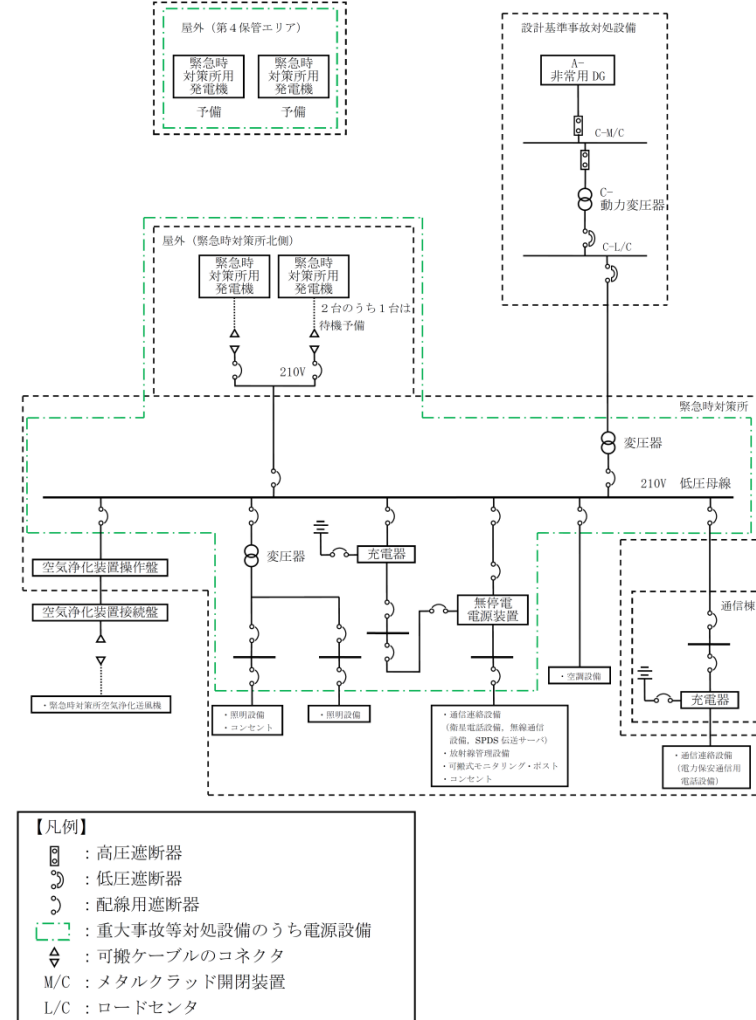 屋外（第４保管エリア）
緊急時
対策所用
発電機
緊急時
対策所用
発電機
予備
予備
設計基準事故対処設備
A-
非常用 DG
C-M/C
C-
動力変圧器
C-L/C
屋外（緊急時対策所北側）
緊急時
対策所用
発電機
緊急時
対策所用
発電機
２台のうち１台は
待機予備
210V
緊急時対策所
変圧器
210V 低圧母線
空気浄化装置操作盤
空気浄化装置接続盤
・緊急時対策所空気浄化送風機
変圧器
充電器
無停電
電源装置
・照明設備
・コンセント
・照明設備
・通信連絡設備
（衛星電話設備、無線通信
設備、SPDS 伝送サーバ）
・放射線管理設備
・可搬式モニタリング・ポスト
・コンセント
・空調設備
通信棟
充電器
・通信連絡設備
（電力保安通信用
電話設備）
【凡例】
：高圧遮断器
：低圧遮断器
：配線用遮断器
：重大事故等対処設備のうち電源設備
：可搬ケーブルのコネクタ
M/C ：メタルクラッド開閉装置
L/C ：ロードセンタ